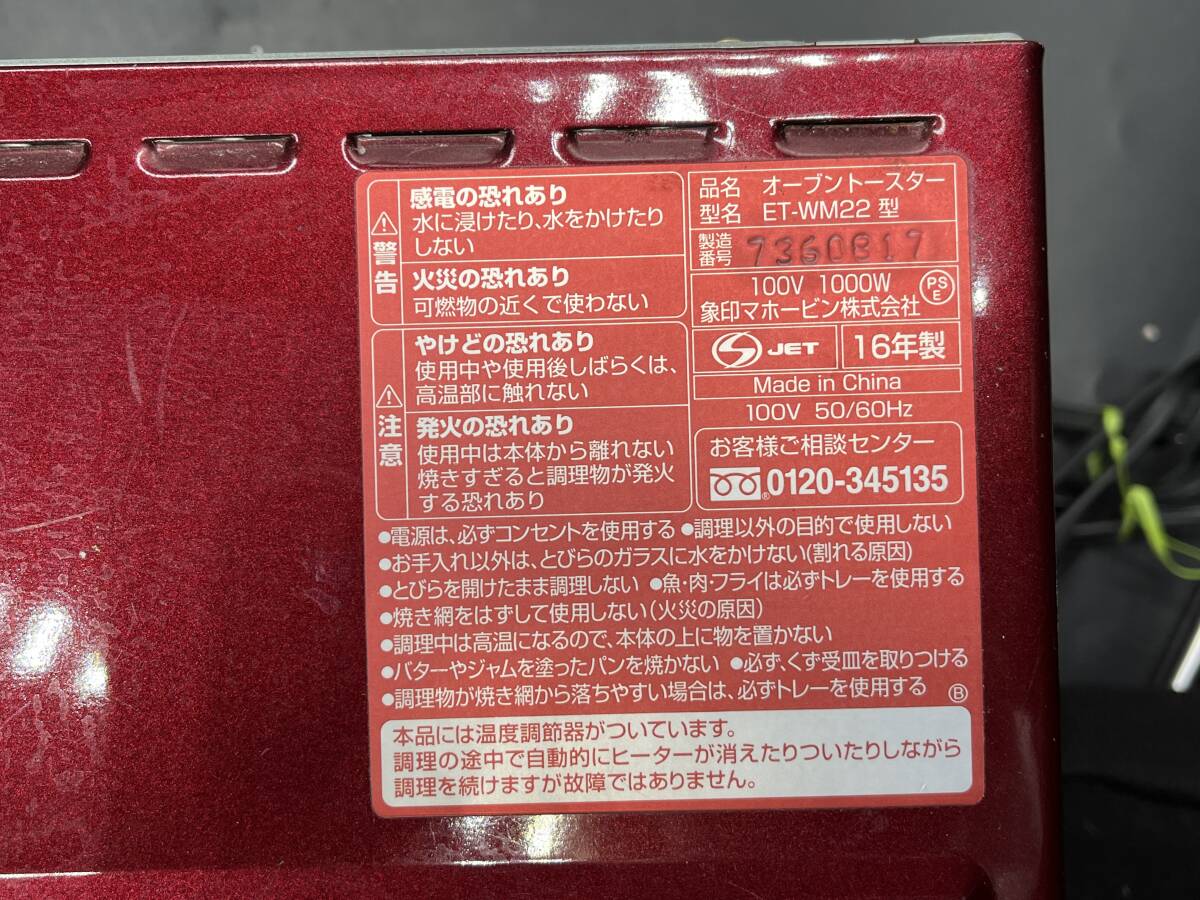 警告
感電の恐れあり
水に浸けたり、水をかけたり
しない
火災の恐れあり
可燃物の近くで使わない
注意
やけどの恐れあり
使用中や使用後しばらくは、
高温部に触れない
発火の恐れあり
使用中は本体から離れない
焼きすぎると調理物が発火
する恐れあり
品名 オーブントースター
型名 ET-WM22 型
製造
番号 7360B17
100V 1000W
PS
E
象印マホービン株式会社
JET 16年製
Made in China
100V 50/60Hz
お客様ご相談センター
0120-345135
●電源は、必ずコンセントを使用する ●調理以外の目的で使用しない
●お手入れ以外は、とびらのガラスに水をかけない(割れる原因)
●とびらを開けたまま調理しない ●魚・肉・フライは必ずトレーを使用する
●焼き網をはずして使用しない(火災の原因)
●調理中は高温になるので、本体の上に物を置かない
●バターやジャムを塗ったパンを焼かない ●必ず、くず受皿を取りつける
●調理物が焼き網から落ちやすい場合は、必ずトレーを使用する Ⓑ
本品には温度調節器がついています。
調理の途中で自動的にヒーターが消えたりついたりしながら
調理を続けますが故障ではありません。